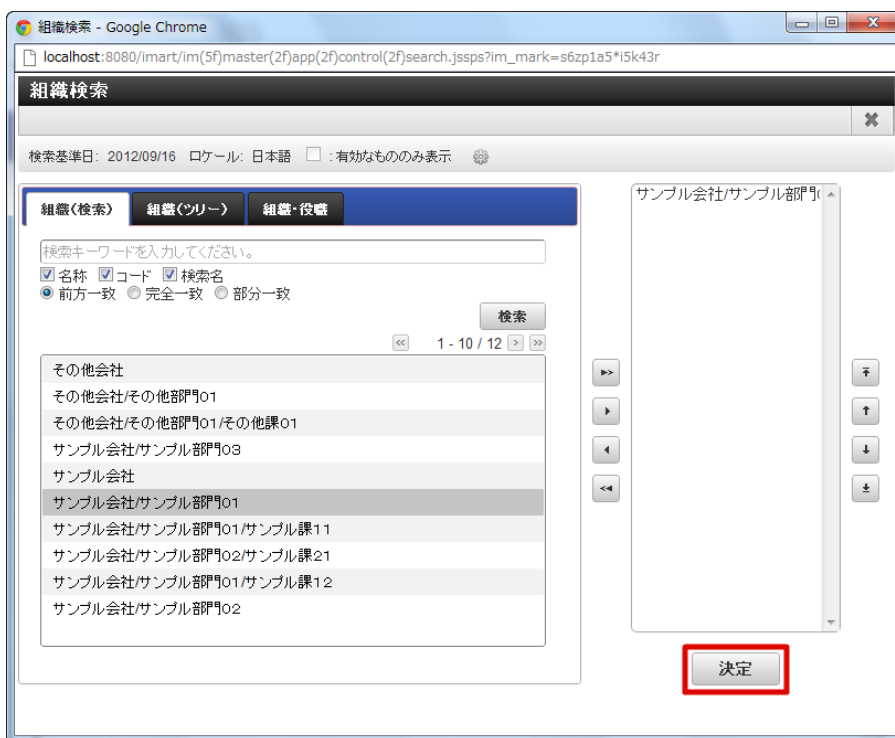 組織検索 - Google Chrome
localhost:8080/imart/im(5f)master(2f)app(2f)control(2f)search.jssps?im_mark=s6zp1a5*i5k43r
組織検索
検索基準日: 2012/09/16 ロケール: 日本語 :有効なもののみ表示
組織(検索) 組織(ツリー) 組織・役職
検索キーワードを入力してください。
名称 コード 検索名
前方一致 完全一致 部分一致
検索
1 - 10 / 12
その他会社
その他会社/その他部門01
その他会社/その他部門01/その他課01
サンプル会社/サンプル部門03
サンプル会社
サンプル会社/サンプル部門01
サンプル会社/サンプル部門01/サンプル課11
サンプル会社/サンプル部門02/サンプル課21
サンプル会社/サンプル部門01/サンプル課12
サンプル会社/サンプル部門02
サンプル会社/サンプル部門
決定